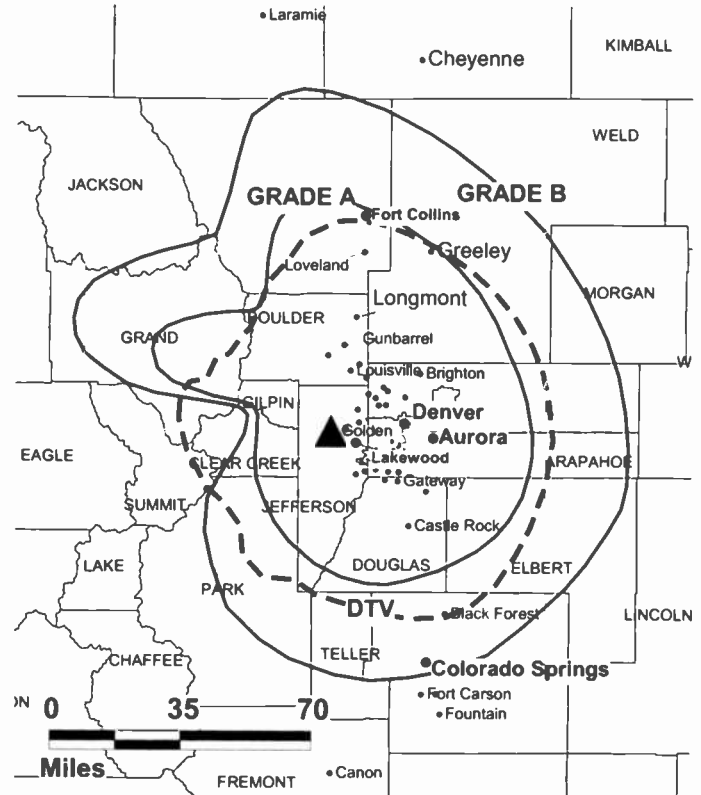 Laramie
Cheyenne
KIMBALL
WELD
JACKSON
GRADE A
GRADE B
Fort Collins
Greeley
Loveland
MORGAN
Longmont
BOULDER
GRAND
Gunbarrel
W
Louisville
Brighton
GILPIN
Denver
Golden
Aurora
EAGLE
Lakewood
CLEAR CREEK
ARAPAHOE
Gateway
SUMMIT
JEFFERSON
Castle Rock
LAKE
DOUGLAS
ELBERT
PARK
DTV
Black Forest
LINCOLN
TELLER
CHAFFEE
Colorado Springs
ON
0 35 70
Fort Carson
Fountain
Miles
FREMONT
Canon